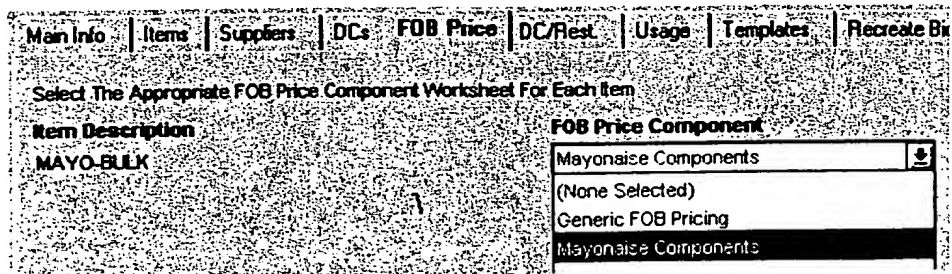 Main Info Items Suppliers DCs FOB Price DC/Rest. Usage Templates Recreate
Select The Appropriate FOB Price Component Worksheet For Each Item
Item Description FOB Price Component
MAYO-BULK Mayonaise Components
(None Selected)
Generic FOB Pricing
Mayonaise Components